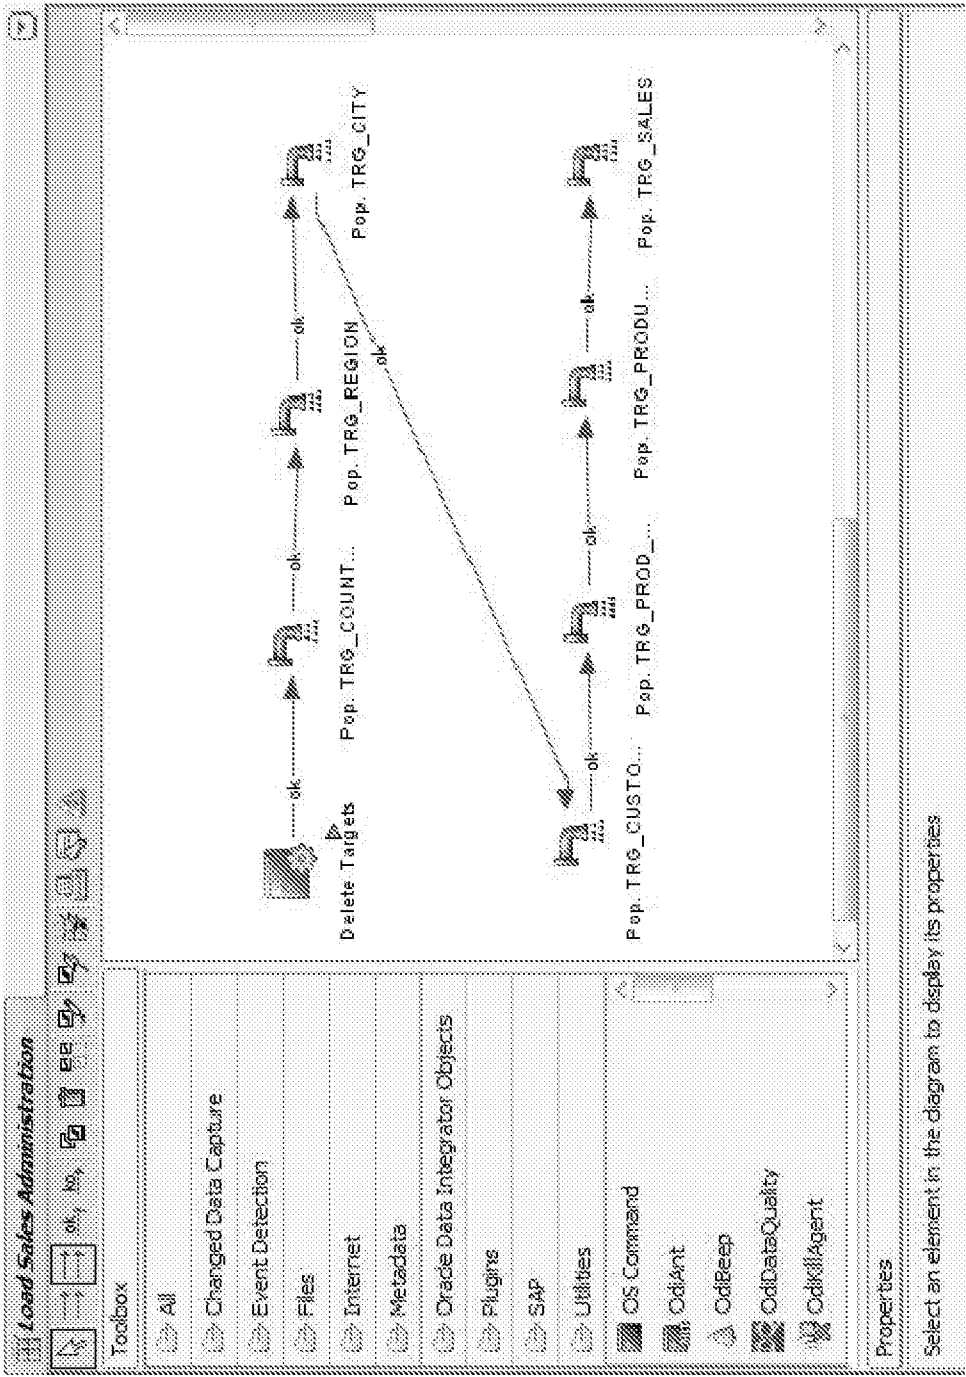 Load Sales Administration
ok, ko,
Toolbox
All
Changed Data Capture
Event Detection
Files
Internet
Metadata
Oracle Data Integrator Objects
Plugins
SAP
Utilities
OS Command
OdiAnt
OdiBeep
OdiDataQuality
OdiKillAgent
ok
ok
ok
Delete Targets
Pop. TRG_COUNT...
Pop. TRG_REGION
Pop. TRG_CITY
ok
ok
ok
ok
Pop. TRG_CUSTO...
Pop. TRG_PROD_...
Pop. TRG_PRODU...
Pop. TRG_SALES
Properties
Select an element in the diagram to display its properties